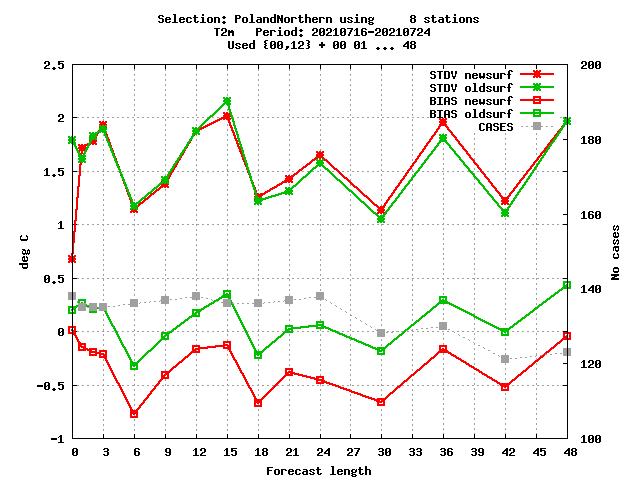 Selection: PolandNorthern using     8 stations
T2m   Period: 20210716-20210724
Used {00,12} + 00 01 ... 48
2.5
2
1.5
1
0.5
0
-0.5
-1
deg C
200
180
160
140
120
100
No cases
STDV newsurf
STDV oldsurf
BIAS newsurf
BIAS oldsurf
CASES
0 3 6 9 12 15 18 21 24 27 30 33 36 39 42 45 48
Forecast length